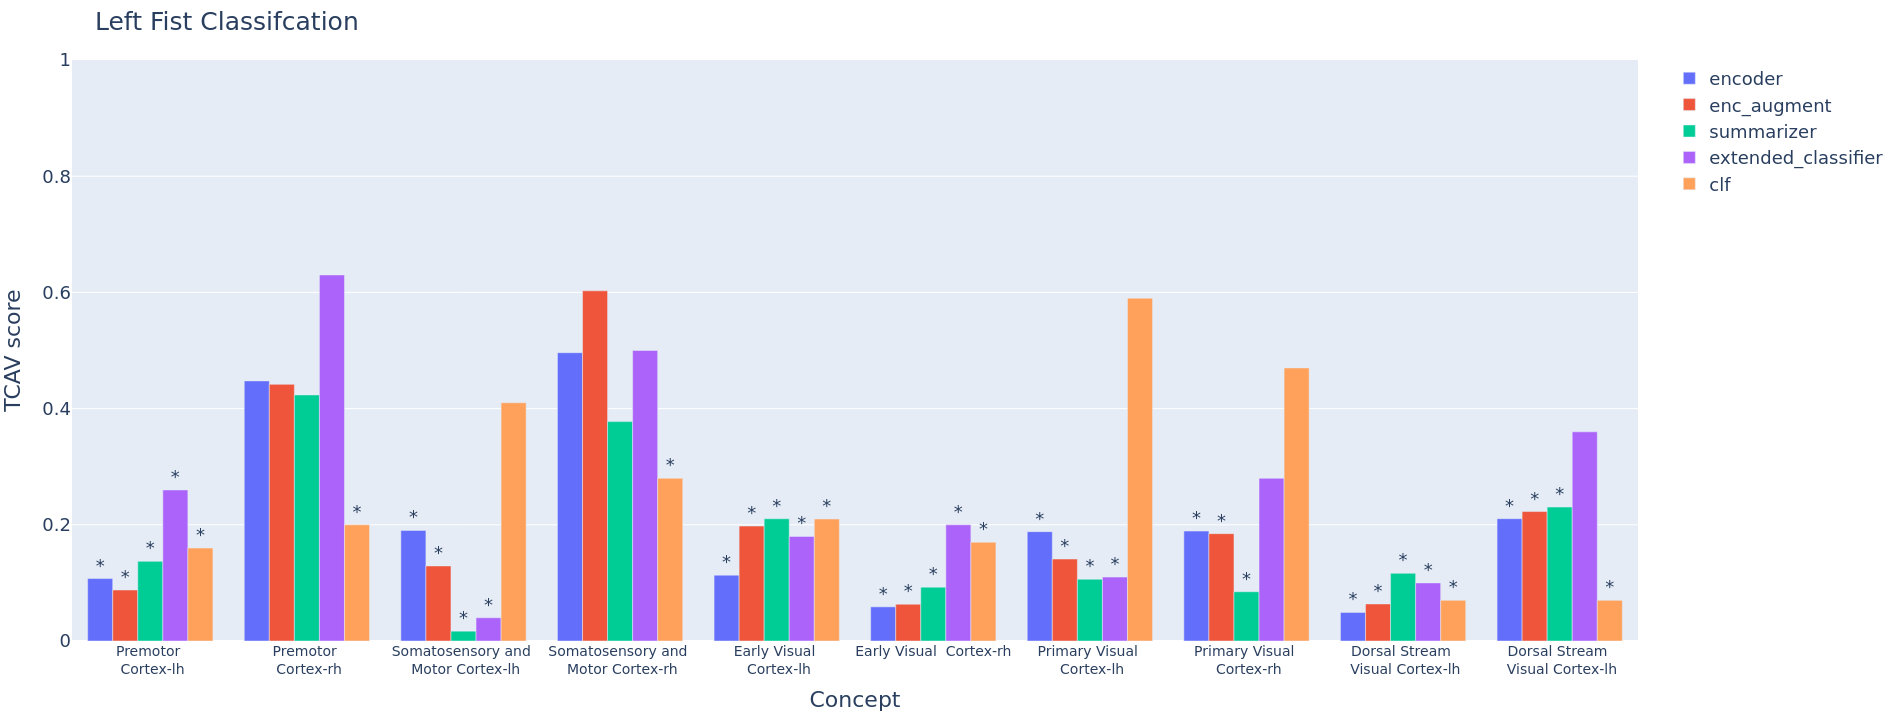 Left Fist Classifcation
TCAV score
1
0.8
0.6
0.4
0.2
0
* * * * *
*
* * * *
*
* * * * *
* * * * *
* * * *
* * *
* * * * *
* * * *
Premotor
Cortex-lh
Premotor
Cortex-rh
Somatosensory and
Motor Cortex-lh
Somatosensory and
Motor Cortex-rh
Early Visual
Cortex-lh
Early Visual Cortex-rh
Primary Visual
Cortex-lh
Primary Visual
Cortex-rh
Dorsal Stream
Visual Cortex-lh
Dorsal Stream
Visual Cortex-lh
Concept
encoder
enc_augment
summarizer
extended_classifier
clf